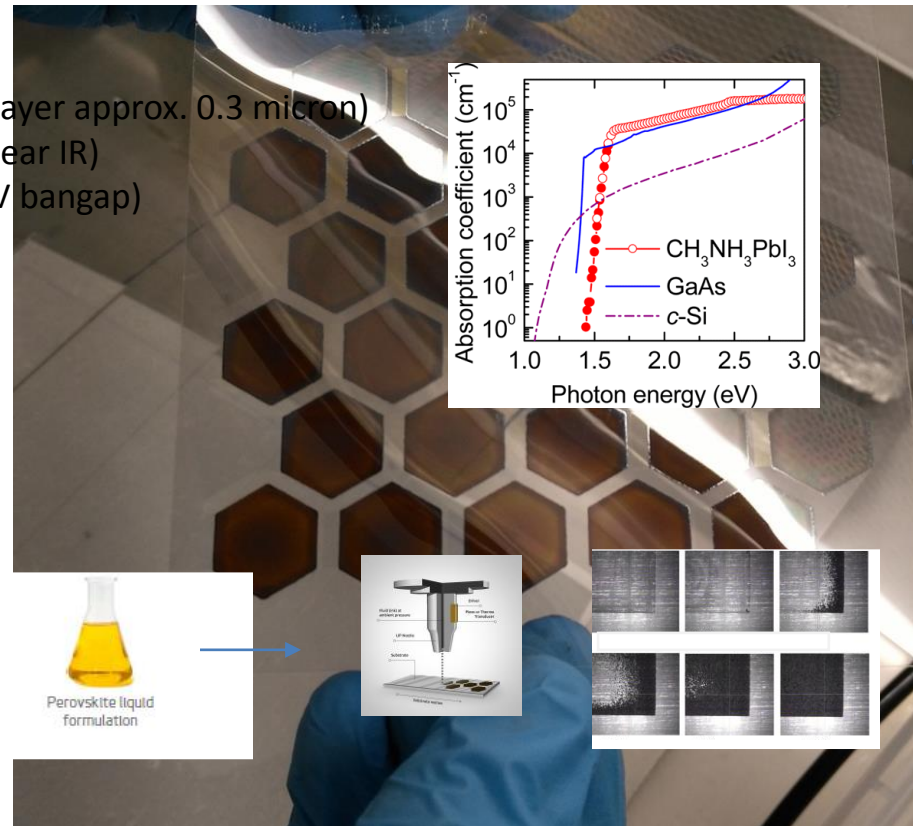 ayer approx. 0.3 micron)
ear IR)
V bangap)
Absorption coefficient (cm⁻¹)
10⁵
10⁴
10³
10²
10¹
10⁰
CH₃NH₃PbI₃
GaAs
c-Si
1.0 1.5 2.0 2.5 3.0
Photon energy (eV)
Perovskite liquid
formulation
Substrate